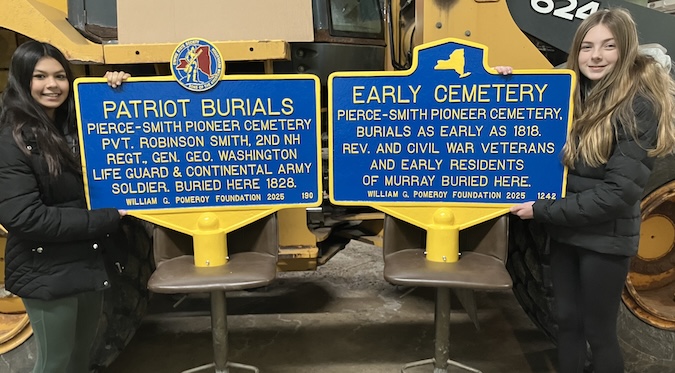 624
PATRIOT BURIALS
PIERCE-SMITH PIONEER CEMETERY
PVT. ROBINSON SMITH, 2ND NH
REGT., GEN. GEO. WASHINGTON
LIFE GUARD & CONTINENTAL ARMY
SOLDIER. BURIED HERE 1828.
WILLIAM G. POMEROY FOUNDATION 2025 190
EARLY CEMETERY
PIERCE-SMITH PIONEER CEMETERY,
BURIALS AS EARLY AS 1818.
REV. AND CIVIL WAR VETERANS
AND EARLY RESIDENTS
OF MURRAY BURIED HERE.
WILLIAM G. POMEROY FOUNDATION 2025 1242